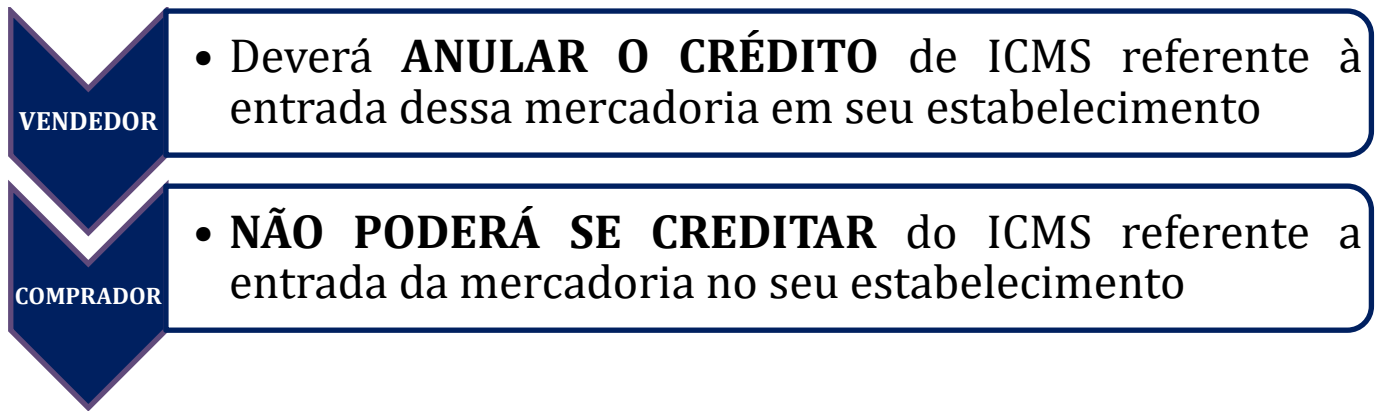 • Deverá ANULAR O CRÉDITO de ICMS referente à
entrada dessa mercadoria em seu estabelecimento
VENDEDOR
• NÃO PODERÁ SE CREDITAR do ICMS referente a
entrada da mercadoria no seu estabelecimento
COMPRADOR